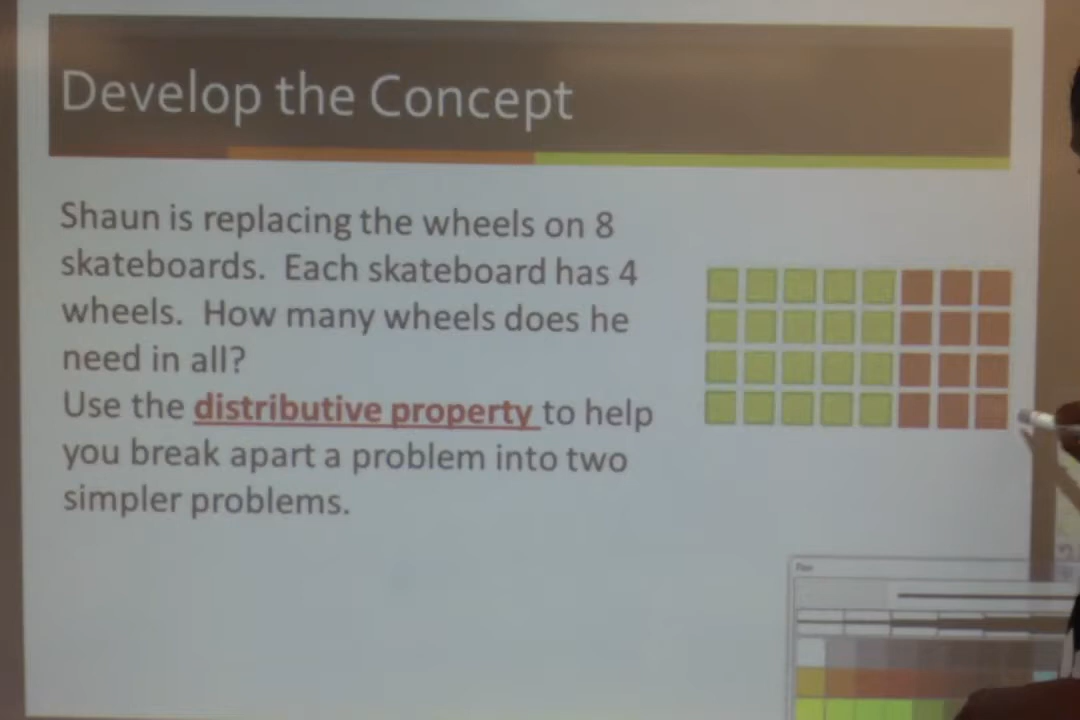 Develop the Concept
Shaun is replacing the wheels on 8
skateboards.  Each skateboard has 4
wheels.  How many wheels does he
need in all?
Use the distributive property to help
you break apart a problem into two
simpler problems.